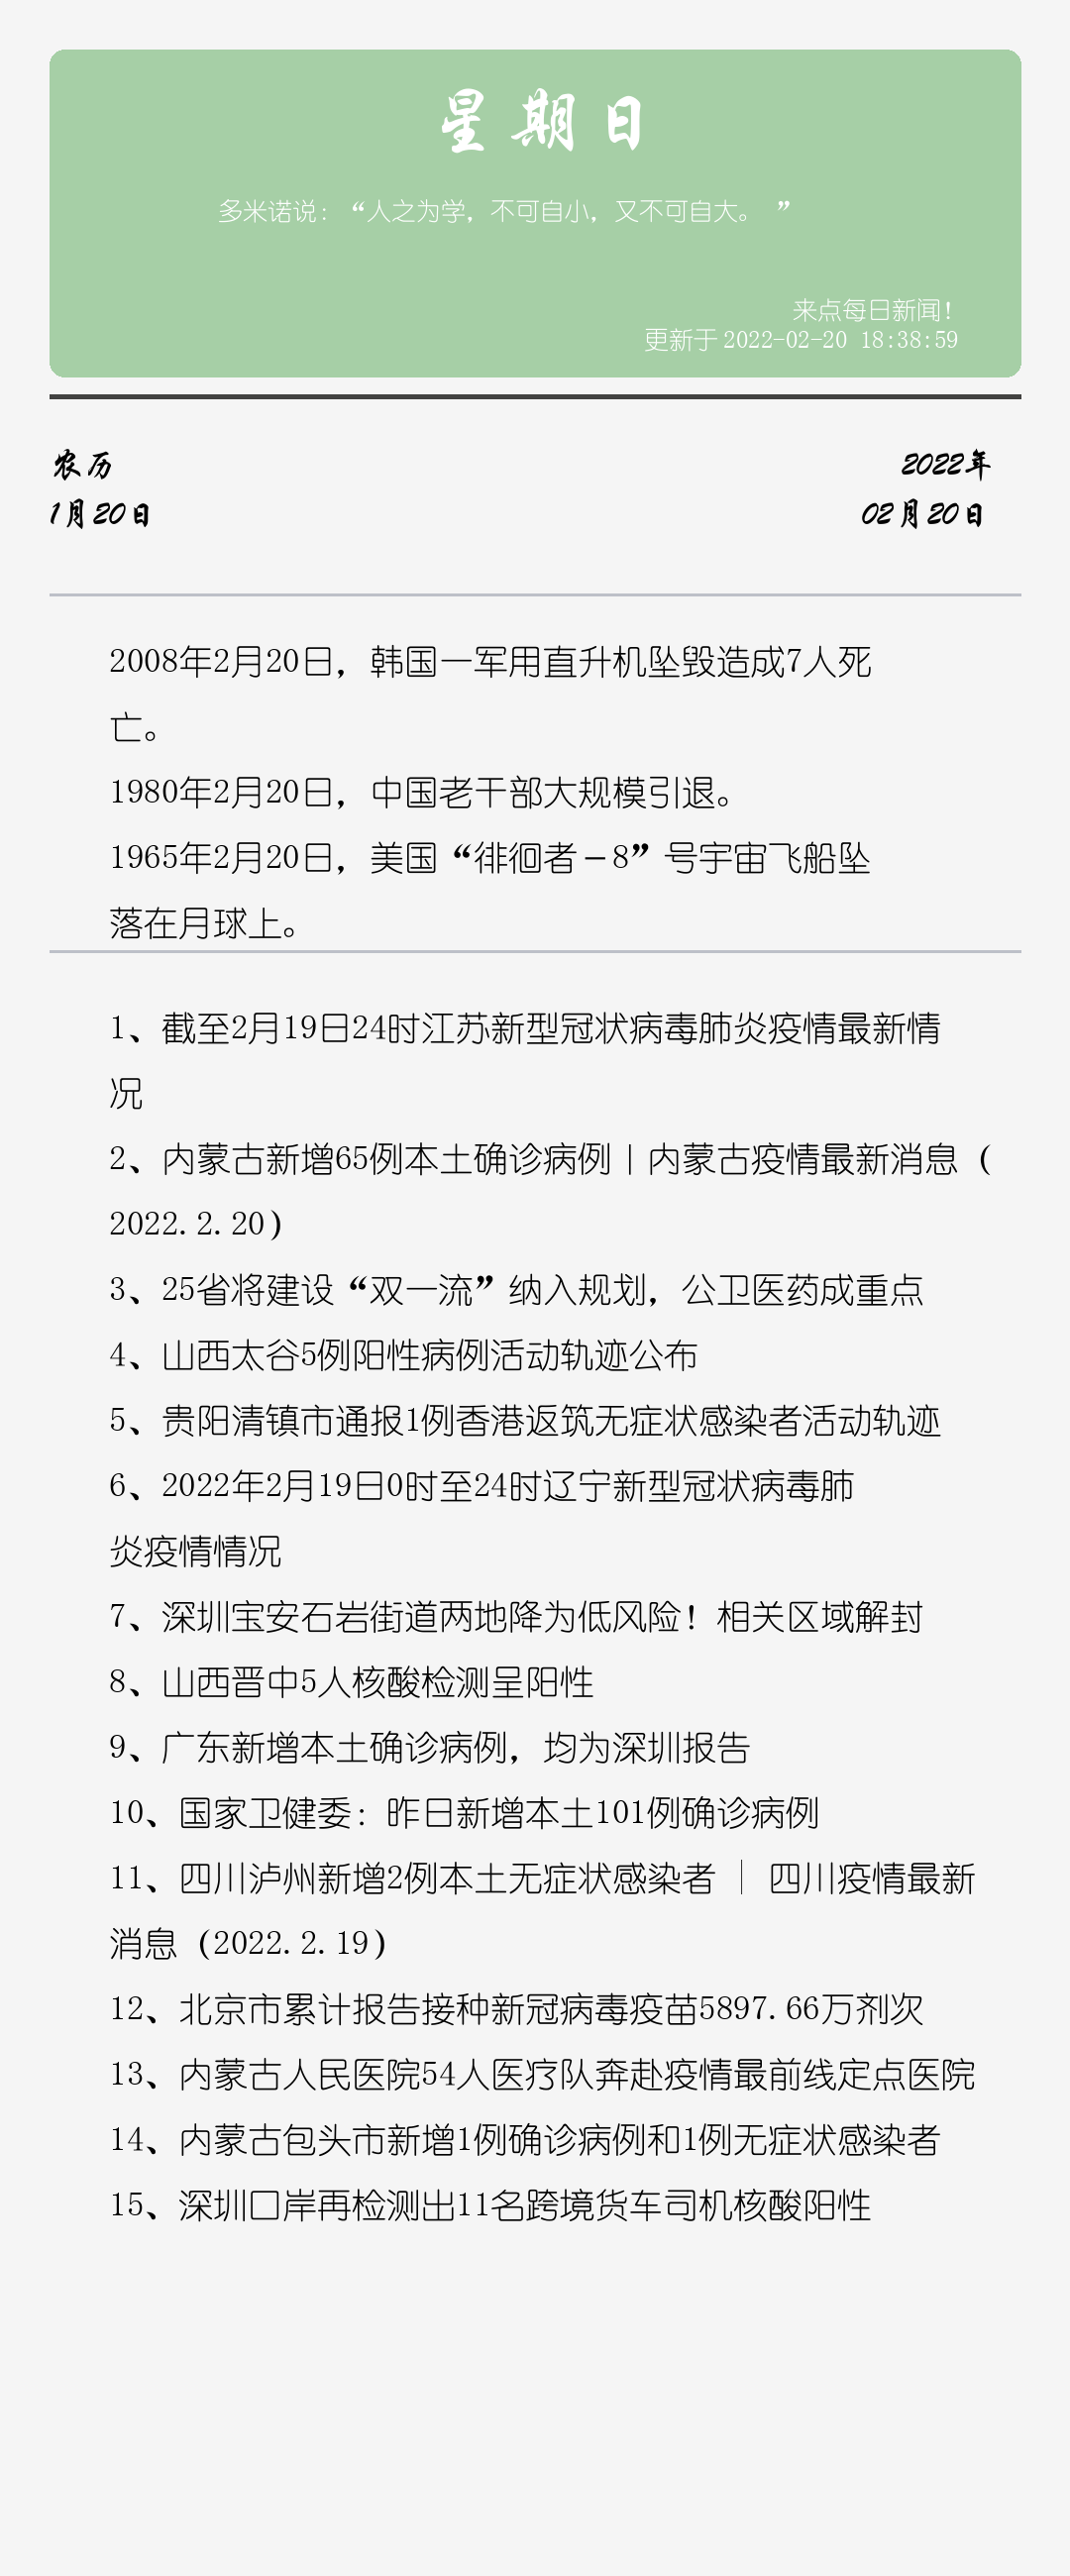 星期日
多米诺说：“人之为学，不可自小，又不可自大。 ”
来点每日新闻！
更新于 2022-02-20 18:38:59
农历
1月20日
2022年
02月20日
2008年2月20日，韩国一军用直升机坠毁造成7人死
亡。
1980年2月20日，中国老干部大规模引退。
1965年2月20日，美国“徘徊者－8”号宇宙飞船坠
落在月球上。
1、截至2月19日24时江苏新型冠状病毒肺炎疫情最新情
况
2、内蒙古新增65例本土确诊病例丨内蒙古疫情最新消息（
2022.2.20）
3、25省将建设“双一流”纳入规划，公卫医药成重点
4、山西太谷5例阳性病例活动轨迹公布
5、贵阳清镇市通报1例香港返筑无症状感染者活动轨迹
6、2022年2月19日0时至24时辽宁新型冠状病毒肺
炎疫情情况
7、深圳宝安石岩街道两地降为低风险！相关区域解封
8、山西晋中5人核酸检测呈阳性
9、广东新增本土确诊病例，均为深圳报告
10、国家卫健委：昨日新增本土101例确诊病例
11、四川泸州新增2例本土无症状感染者 │ 四川疫情最新
消息（2022.2.19）
12、北京市累计报告接种新冠病毒疫苗5897.66万剂次
13、内蒙古人民医院54人医疗队奔赴疫情最前线定点医院
14、内蒙古包头市新增1例确诊病例和1例无症状感染者
15、深圳口岸再检测出11名跨境货车司机核酸阳性